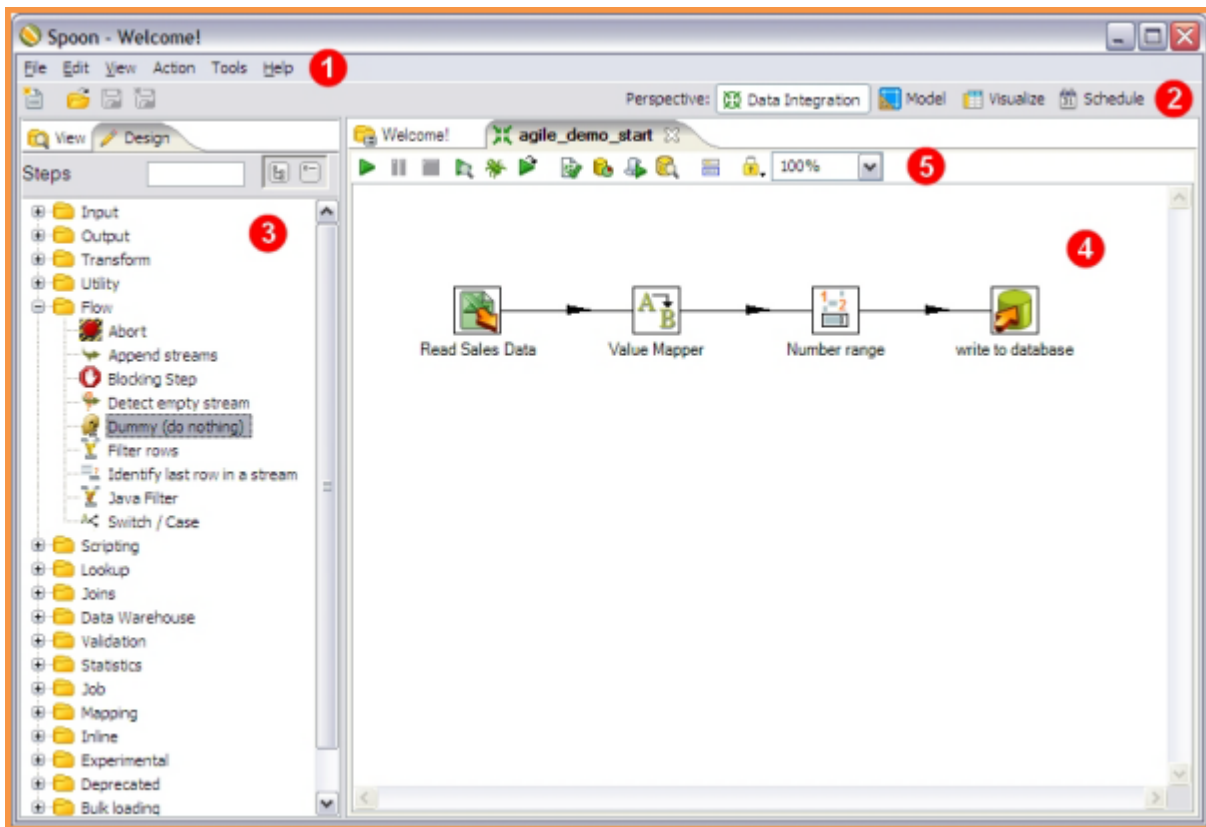 Spoon - Welcome!
File Edit View Action Tools Help 1
Perspective: Data Integration Model 31 Visualize Schedule 2
View Design
Welcome! agile_demo_start
Steps
100% 5
Input
Output
3
Transform
Utility
Flow
Abort
Append streams
Blocking Step
Detect empty stream
Dummy (do nothing)
Filter rows
Identify last row in a stream
Java Filter
Switch / Case
Scripting
Lookup
Joins
Data Warehouse
Validation
Statistics
Job
Mapping
Inline
Experimental
Deprecated
Bulk loading
4
A B
1-2
Read Sales Data Value Mapper Number range write to database